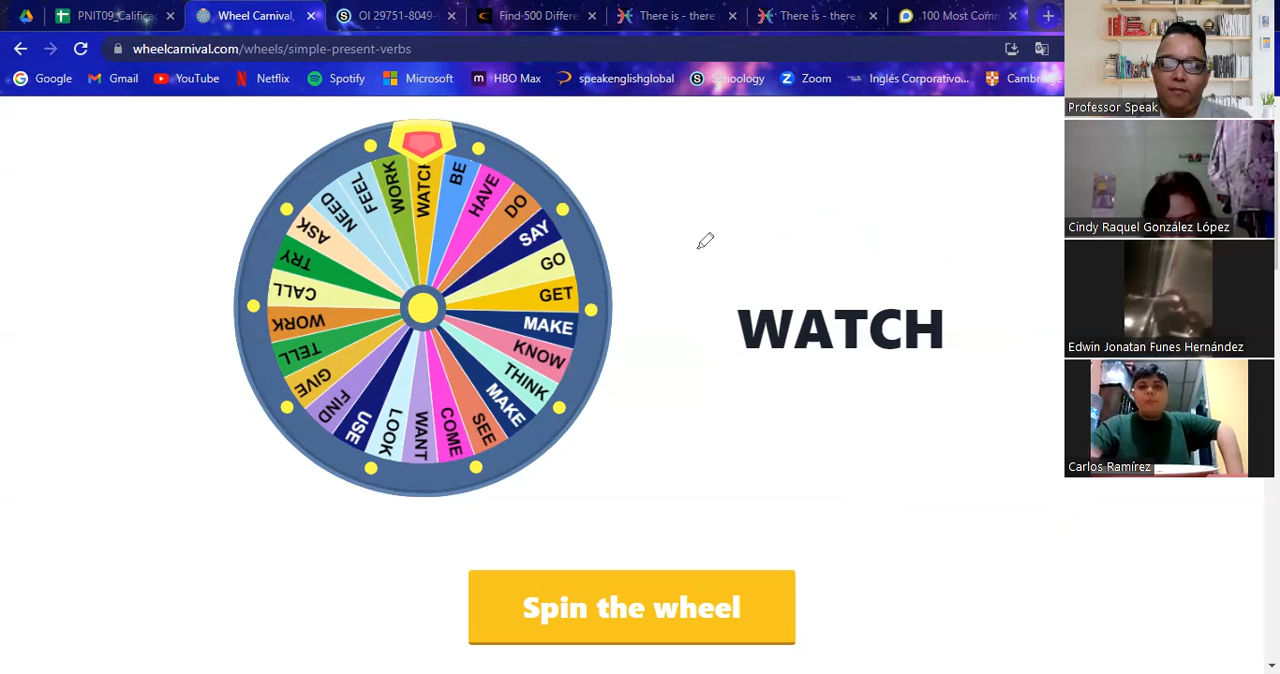 PNIT09_Califica
Wheel Carnival
OI 29751-8049-
Find 500 Differe
There is - there
There is - there
100 Most Com
wheelcarnival.com/wheels/simple-present-verbs
Google
Gmail
YouTube
Netflix
Spotify
Microsoft
HBO Max
speakenglishglobal
Schoology
Zoom
Inglés Corporativo...
Cambridge
WATCH
BE
HAVE
DO
SAY
GO
GET
MAKE
KNOW
THINK
MAKE
SEE
COME
WANT
LOOK
USE
FIND
GIVE
TELL
WORK
CALL
TRY
ASK
NEED
FEEL
WORK
WATCH
Spin the wheel
Professor Speak
Cindy Raquel González López
Edwin Jonatan Funes Hernández
Carlos Ramírez